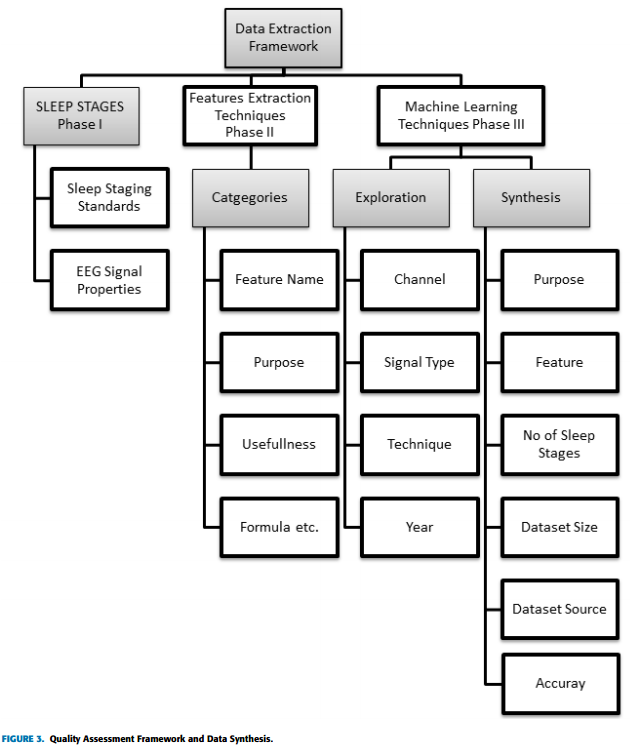 Data Extraction
Framework
SLEEP STAGES
Phase I
Features Extraction
Techniques
Phase II
Machine Learning
Techniques Phase III
Sleep Staging
Standards
EEG Signal
Properties
Catgegories
Feature Name
Purpose
Usefullness
Formula etc.
Exploration
Channel
Signal Type
Technique
Year
Synthesis
Purpose
Feature
No of Sleep
Stages
Dataset Size
Dataset Source
Accuray
FIGURE 3. Quality Assessment Framework and Data Synthesis.